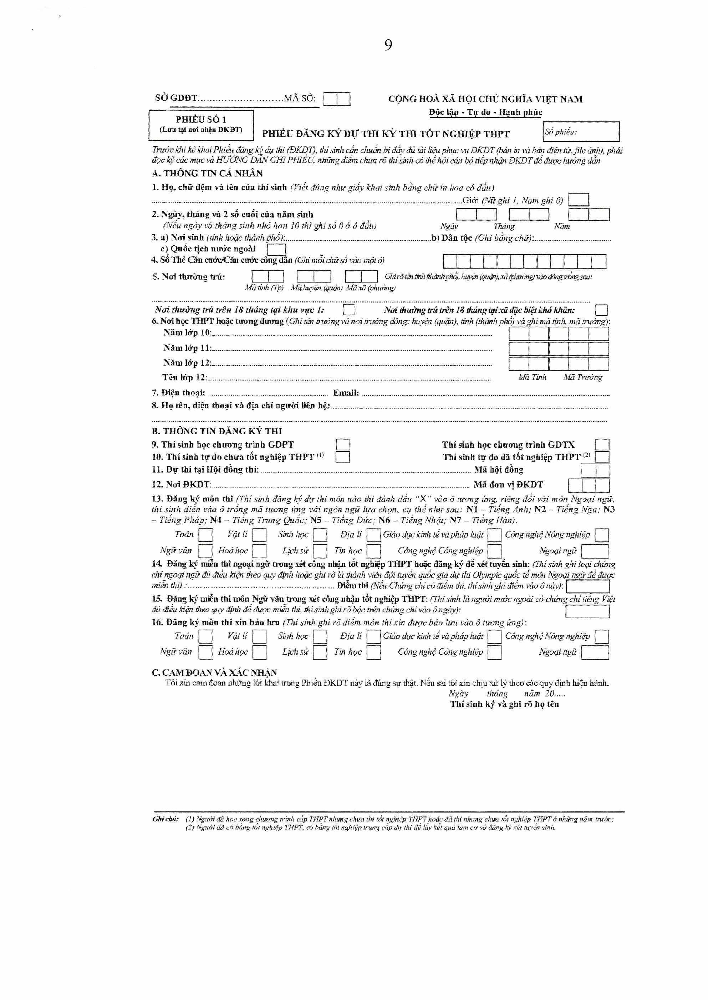 9
SỞ GDĐT..............................MÃ SỞ:
CỘNG HOÀ XÃ HỘI CHỦ NGHĨA VIỆT NAM
Độc lập - Tự do - Hạnh phúc
PHIẾU SỐ 1
(Lưu tại nơi nhận ĐKDT)
PHIẾU ĐĂNG KÝ DỰ THI KỲ THI TỐT NGHIỆP THPT
Số phiếu:
Trước khi kê khai Phiếu đăng ký dự thi (ĐKDT), thí sinh cần chuẩn bị đầy đủ tài liệu phục vụ ĐKDT (bản in và bản điện tử, file ảnh), phải
đọc kỹ các mục và HƯỚNG DẪN GHI PHIẾU, những điểm chưa rõ thí sinh có thể hỏi cán bộ tiếp nhận ĐKDT để được hướng dẫn
A. THÔNG TIN CÁ NHÂN
1. Họ, chữ đệm và tên của thí sinh (Viết đúng như giấy khai sinh bằng chữ in hoa có dấu)
..............................Giới (Nữ ghi 1, Nam ghi 0)
2. Ngày, tháng và 2 số cuối của năm sinh
(Nếu ngày và tháng sinh nhỏ hơn 10 thì ghi số 0 ở ô đầu) Ngày Tháng Năm
3. a) Nơi sinh (tỉnh hoặc thành phố):..............................b) Dân tộc (Ghi bằng chữ):..............................
c) Quốc tịch nước ngoài
4. Số Thẻ Căn cước/Căn cước công dân (Ghi mỗi chữ số vào một ô)
5. Nơi thường trú: Ghi rõ tên tỉnh (thành phố), huyện (quận), xã (phường) vào dòng trống sau:
Mã tỉnh (Tp) Mã huyện (quận) Mã xã (phường)
..............................
Nơi thường trú trên 18 tháng tại khu vực 1: Nơi thường trú trên 18 tháng tại xã đặc biệt khó khăn:
6. Nơi học THPT hoặc tương đương (Ghi tên trường và nơi trường đóng: huyện (quận), tỉnh (thành phố) và ghi mã tỉnh, mã trường):
Năm lớp 10:..............................
Năm lớp 11:..............................
Năm lớp 12:..............................
Tên lớp 12:.............................. Mã Tỉnh Mã Trường
7. Điện thoại: .............................. Email: ..............................
8. Họ tên, điện thoại và địa chỉ người liên hệ:..............................
..............................
B. THÔNG TIN ĐĂNG KÝ THI
9. Thí sinh học chương trình GDPT Thí sinh học chương trình GDTX
10. Thí sinh tự do chưa tốt nghiệp THPT (1) Thí sinh tự do đã tốt nghiệp THPT (2)
11. Dự thi tại Hội đồng thi: .............................. Mã hội đồng
12. Nơi ĐKDT:.............................. Mã đơn vị ĐKDT
13. Đăng ký môn thi (Thí sinh đăng ký dự thi môn nào thì đánh dấu “X” vào ô tương ứng, riêng đối với môn Ngoại ngữ,
thí sinh điền vào ô trống mã tương ứng với ngôn ngữ lựa chọn, cụ thể như sau: N1 – Tiếng Anh; N2 – Tiếng Nga; N3
– Tiếng Pháp; N4 – Tiếng Trung Quốc; N5 – Tiếng Đức; N6 – Tiếng Nhật; N7 – Tiếng Hàn).
Toán Vật lí Sinh học Địa lí Giáo dục kinh tế và pháp luật Công nghệ Nông nghiệp
Ngữ văn Hoá học Lịch sử Tin học Công nghệ Công nghiệp Ngoại ngữ
14. Đăng ký miễn thi ngoại ngữ trong xét công nhận tốt nghiệp THPT hoặc đăng ký để xét tuyển sinh: (Thí sinh ghi loại chứng
chỉ ngoại ngữ đủ điều kiện theo quy định hoặc ghi rõ là thành viên đội tuyển quốc gia dự thi Olympic quốc tế môn Ngoại ngữ để được
miễn thi) :.............................. Điểm thi (Nếu Chứng chỉ có điểm thi, thí sinh ghi điểm vào ô này):
15. Đăng ký miễn thi môn Ngữ văn trong xét công nhận tốt nghiệp THPT: (Thí sinh là người nước ngoài có chứng chỉ tiếng Việt
đủ điều kiện theo quy định để được miễn thi, thí sinh ghi rõ bậc trên chứng chỉ vào ô ngày):
16. Đăng ký môn thi xin bảo lưu (Thí sinh ghi rõ điểm môn thi xin được bảo lưu vào ô tương ứng):
Toán Vật lí Sinh học Địa lí Giáo dục kinh tế và pháp luật Công nghệ Nông nghiệp
Ngữ văn Hoá học Lịch sử Tin học Công nghệ Công nghiệp Ngoại ngữ
C. CAM ĐOAN VÀ XÁC NHẬN
Tôi xin cam đoan những lời khai trong Phiếu ĐKDT này là đúng sự thật. Nếu sai tôi xin chịu xử lý theo các quy định hiện hành.
Ngày tháng năm 20.....
Thí sinh ký và ghi rõ họ tên
Ghi chú: (1) Người đã học xong chương trình cấp THPT nhưng chưa thi tốt nghiệp THPT hoặc đã thi nhưng chưa tốt nghiệp THPT ở những năm trước;
(2) Người đã có bằng tốt nghiệp THPT, có bằng tốt nghiệp trung cấp dự thi để lấy kết quả làm cơ sở đăng ký xét tuyển sinh.